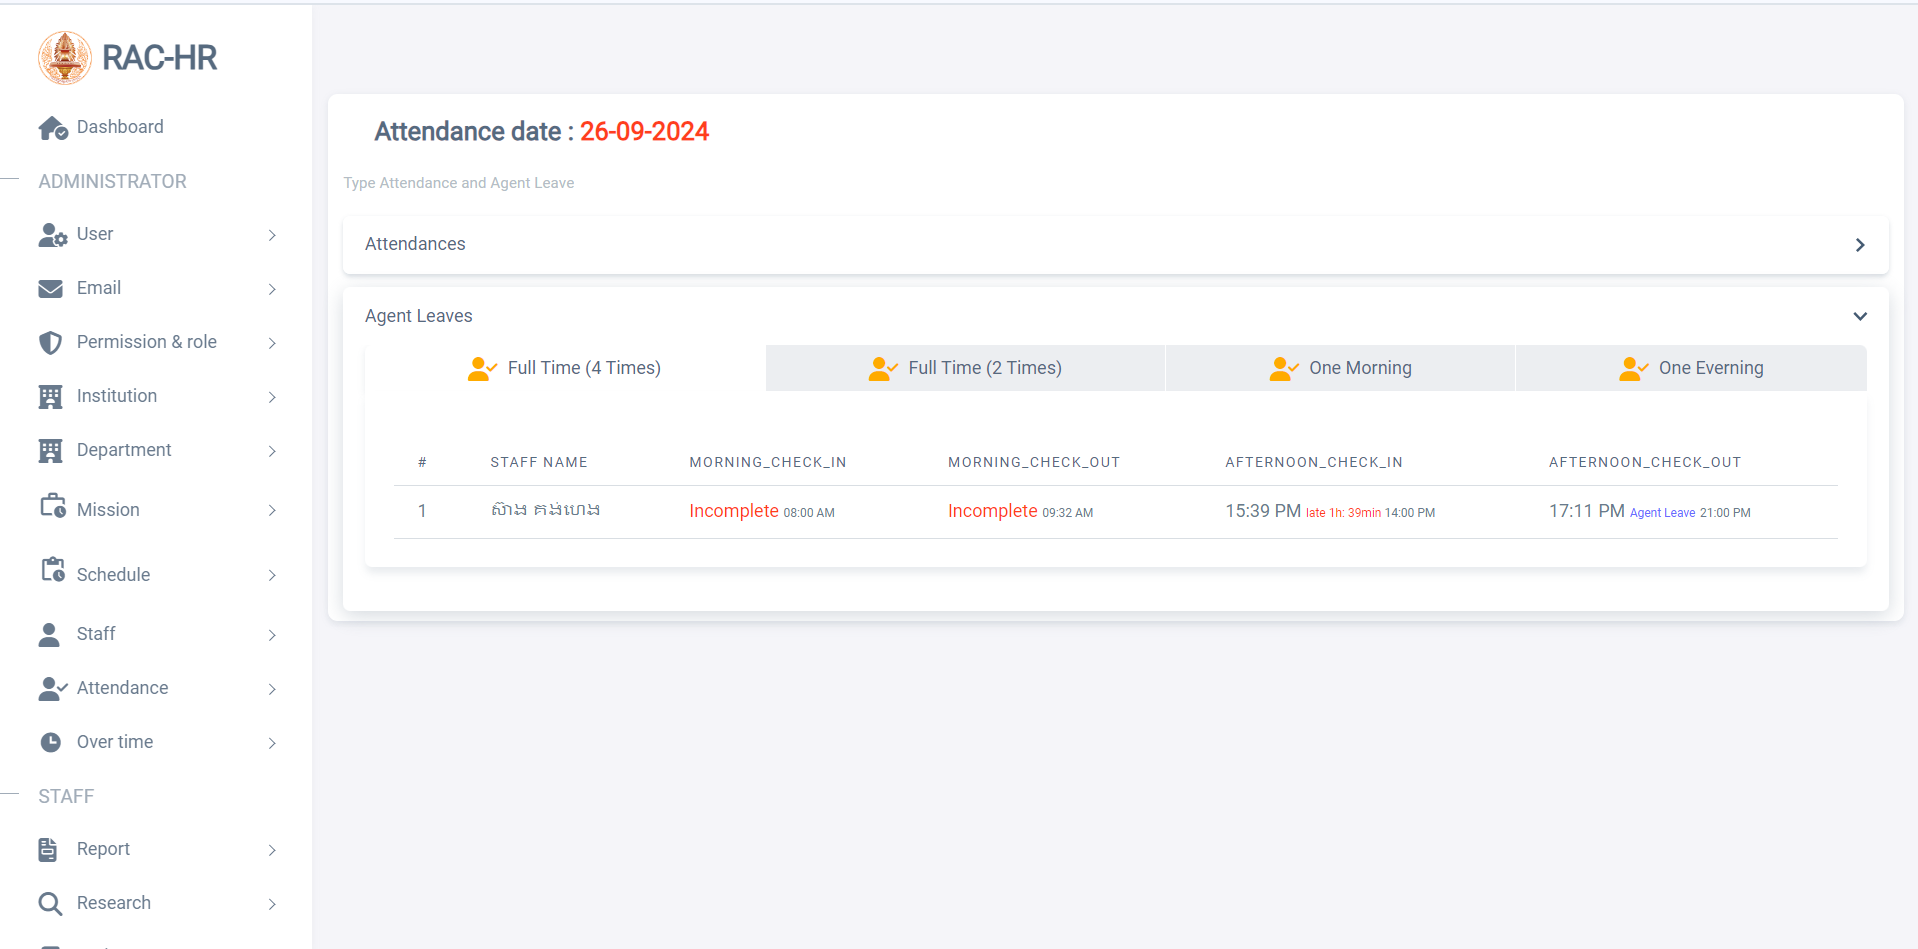 RAC-HR
Dashboard
ADMINISTRATOR
User
Email
Permission & role
Institution
Department
Mission
Schedule
Staff
Attendance
Over time
STAFF
Report
Research
Attendance date : 26-09-2024
Type Attendance and Agent Leave
Attendances
Agent Leaves
Full Time (4 Times) Full Time (2 Times) One Morning One Everning
# STAFF NAME MORNING_CHECK_IN MORNING_CHECK_OUT AFTERNOON_CHECK_IN AFTERNOON_CHECK_OUT
1 ស៊ាង គង់ហេង Incomplete 08:00 AM Incomplete 09:32 AM 15:39 PM late 1h: 39min 14:00 PM 17:11 PM Agent Leave 21:00 PM